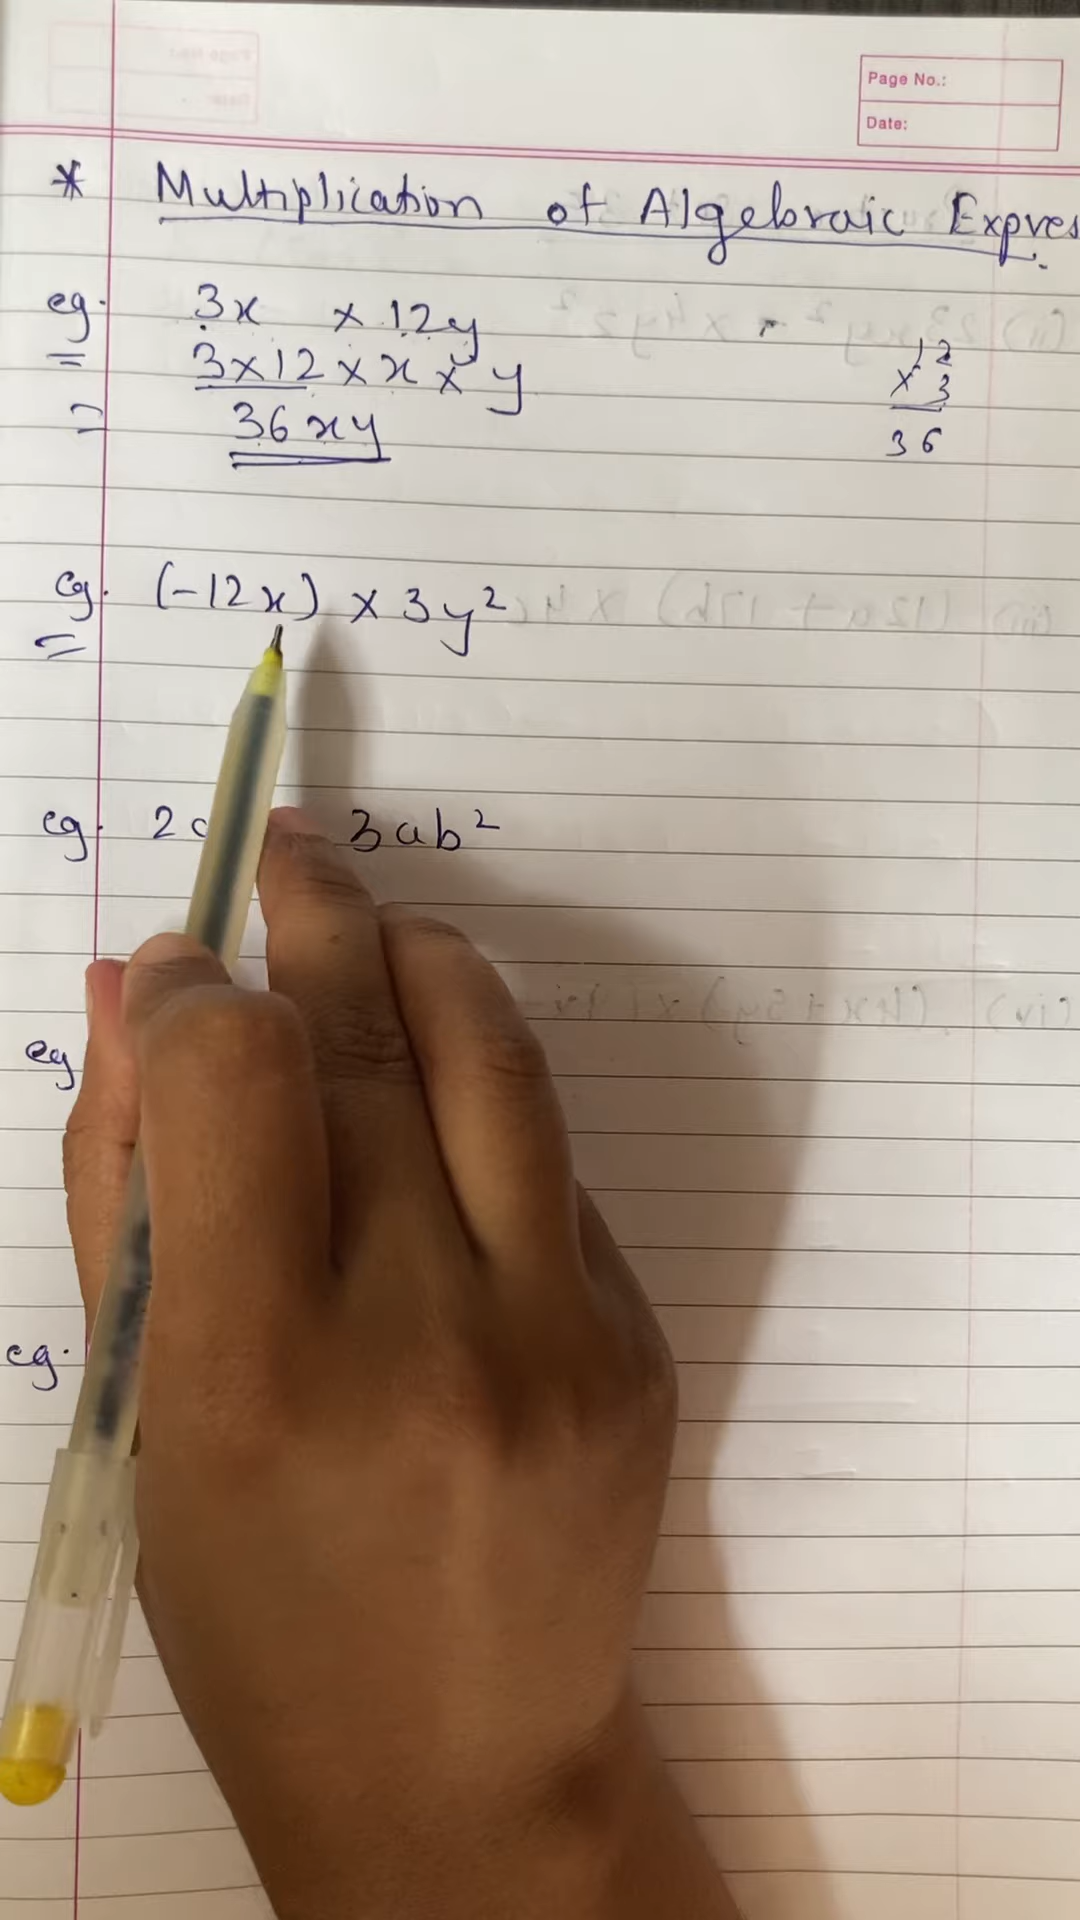 Page No.:
Date:
* Multiplication of Algebraic Expres
eg. 3x × 12y
= 3×12 × x × y
= 36xy
12
× 3
36
eg. (-12x) × 3y²
=
eg. 2 3ab²
eg
eg.